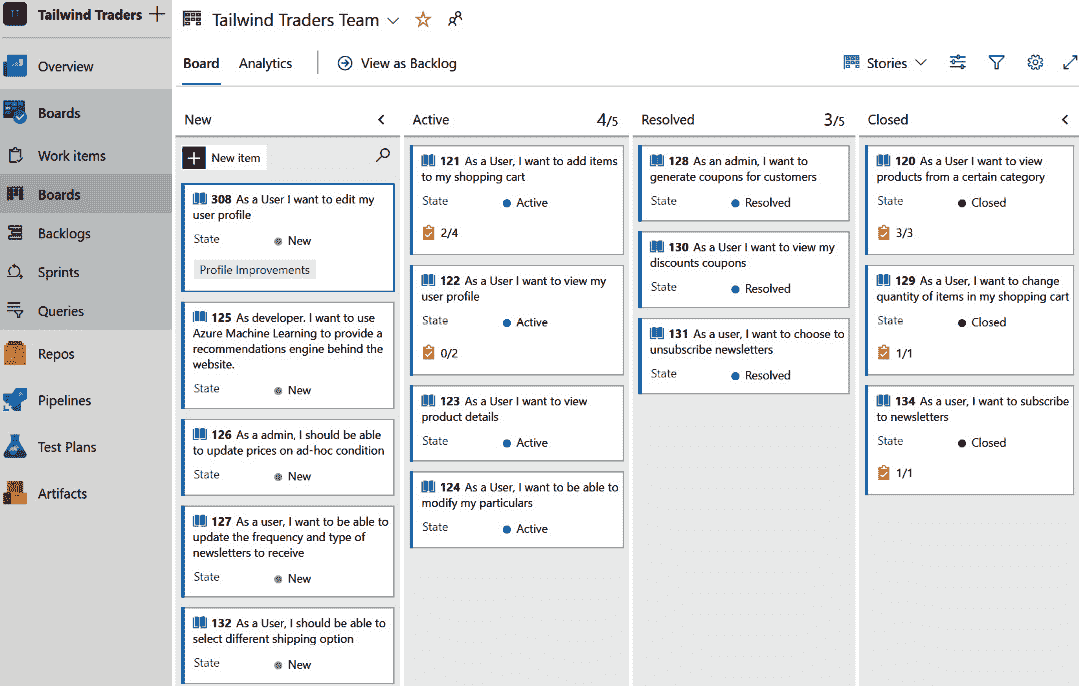 Tailwind Traders
Overview
Boards
Work items
Boards
Backlogs
Sprints
Queries
Repos
Pipelines
Test Plans
Artifacts
Tailwind Traders Team
Board Analytics View as Backlog
Stories
New
New item
308 As a User I want to edit my
user profile
State New
Profile Improvements
125 As developer. I want to use
Azure Machine Learning to provide a
recommendations engine behind the
website.
State New
126 As a admin, I should be able
to update prices on ad-hoc condition
State New
127 As a user, I want to be able to
update the frequency and type of
newsletters to receive
State New
132 As a User, I should be able to
select different shipping option
State New
Active 4/5
121 As a User, I want to add items
to my shopping cart
State Active
2/4
122 As a User, I want to view my
user profile
State Active
0/2
123 As a User I want to view
product details
State Active
124 As a User, I want to be able to
modify my particulars
State Active
Resolved 3/5
128 As an admin, I want to
generate coupons for customers
State Resolved
130 As a User I want to view my
discounts coupons
State Resolved
131 As a user, I want to choose to
unsubscribe newsletters
State Resolved
Closed
120 As a User I want to view
products from a certain category
State Closed
3/3
129 As a User, I want to change
quantity of items in my shopping cart
State Closed
1/1
134 As a user, I want to subscribe
to newsletters
State Closed
1/1